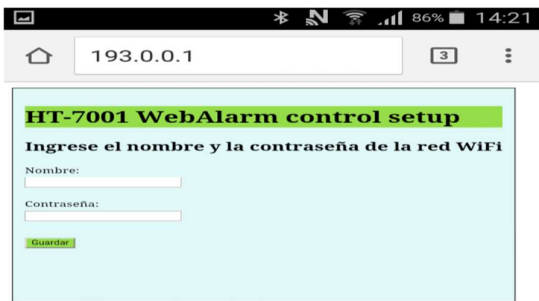 86% 14:21
193.0.0.1 3
HT-7001 WebAlarm control setup
Ingrese el nombre y la contraseña de la red WiFi
Nombre:
Contraseña:
Guardar